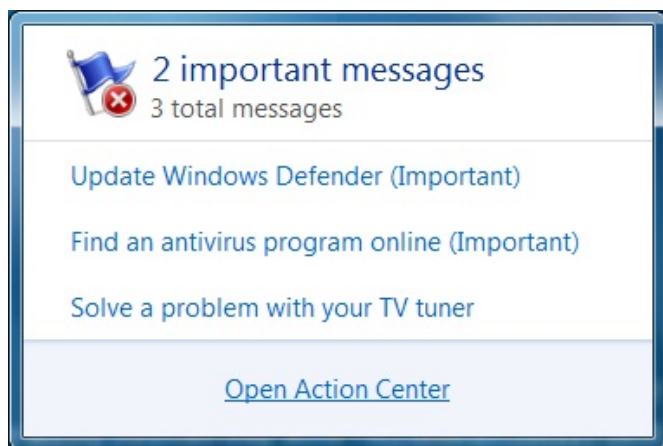 2 important messages
3 total messages
Update Windows Defender (Important)
Find an antivirus program online (Important)
Solve a problem with your TV tuner
Open Action Center